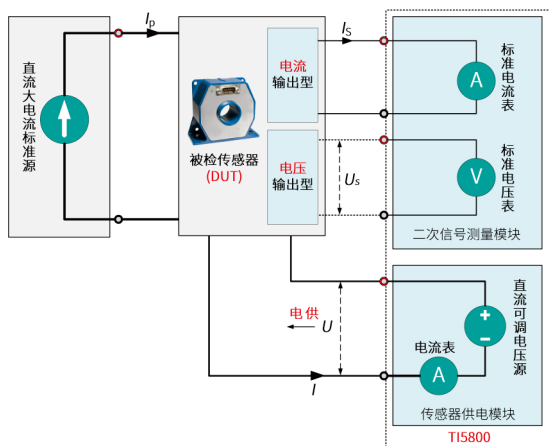 直流大电流标准源
Ip
被检传感器
(DUT)
电流
输出型
电压
输出型
IS
Us
A
标准电流表
V
标准电压表
二次信号测量模块
电供
U
I
电流表
A
直流可调电压源
传感器供电模块
TI5800